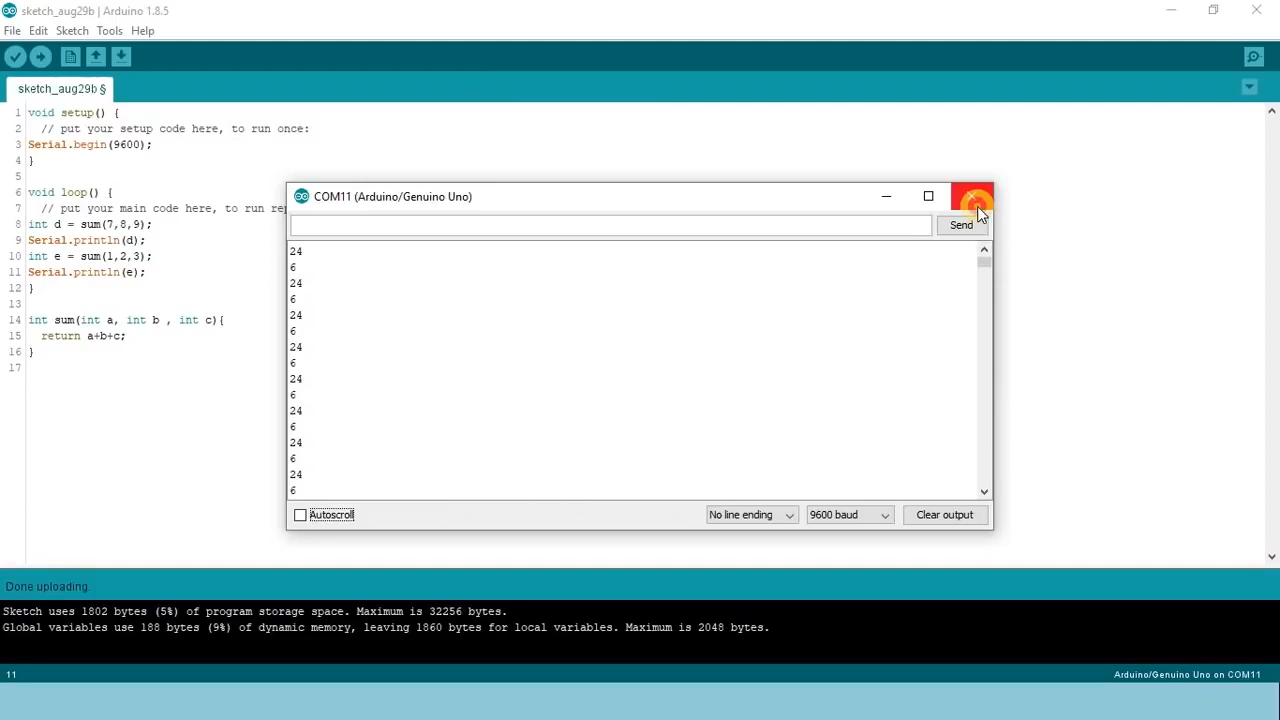 sketch_aug29b | Arduino 1.8.5
File Edit Sketch Tools Help
sketch_aug29b §
1 void setup() {
2 // put your setup code here, to run once:
3 Serial.begin(9600);
4 }
5
6 void loop() {
7 // put your main code here, to run rep
8 int d = sum(7,8,9);
9 Serial.println(d);
10 int e = sum(1,2,3);
11 Serial.println(e);
12 }
13
14 int sum(int a, int b , int c){
15 return a+b+c;
16 }
17
COM11 (Arduino/Genuino Uno)
Send
24
6
24
6
24
6
24
6
24
6
24
6
24
6
24
6
Autoscroll
No line ending
9600 baud
Clear output
Done uploading.
Sketch uses 1802 bytes (5%) of program storage space. Maximum is 32256 bytes.
Global variables use 188 bytes (9%) of dynamic memory, leaving 1860 bytes for local variables. Maximum is 2048 bytes.
11
Arduino/Genuino Uno on COM11